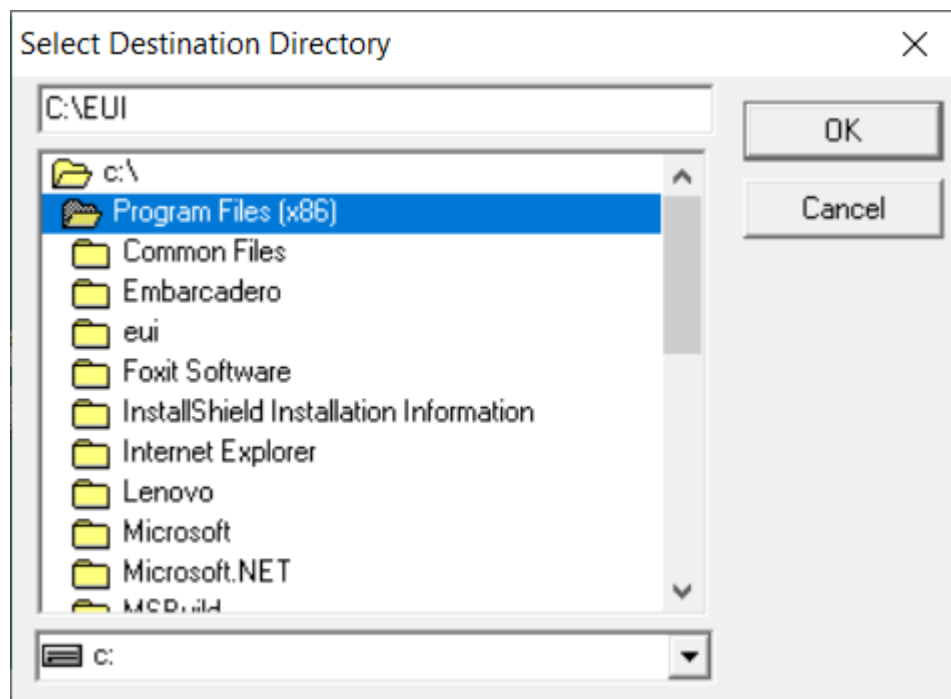 Select Destination Directory
C:\EUI
OK
c:\
Program Files (x86)
Cancel
Common Files
Embarcadero
eui
Foxit Software
InstallShield Installation Information
Internet Explorer
Lenovo
Microsoft
Microsoft.NET
MSBuild
c: